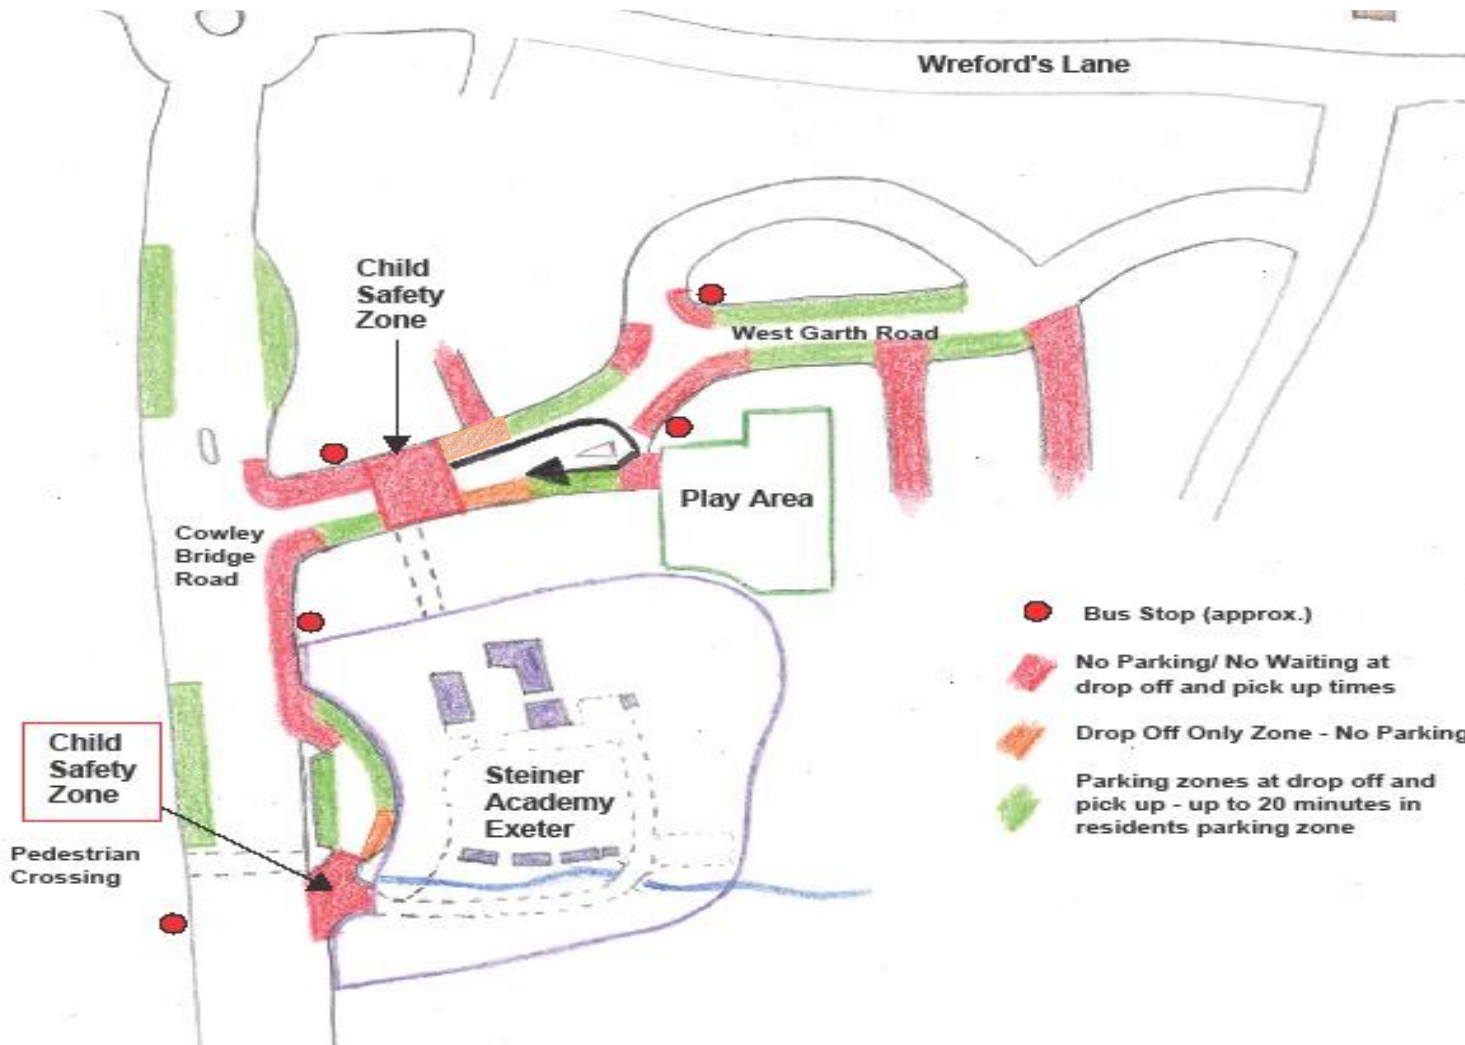 Wreford's Lane
Child
Safety
Zone
West Garth Road
Play Area
Cowley
Bridge
Road
Bus Stop (approx.)
No Parking/ No Waiting at
drop off and pick up times
Drop Off Only Zone - No Parking
Parking zones at drop off and
pick up - up to 20 minutes in
residents parking zone
Child
Safety
Zone
Steiner
Academy
Exeter
Pedestrian
Crossing